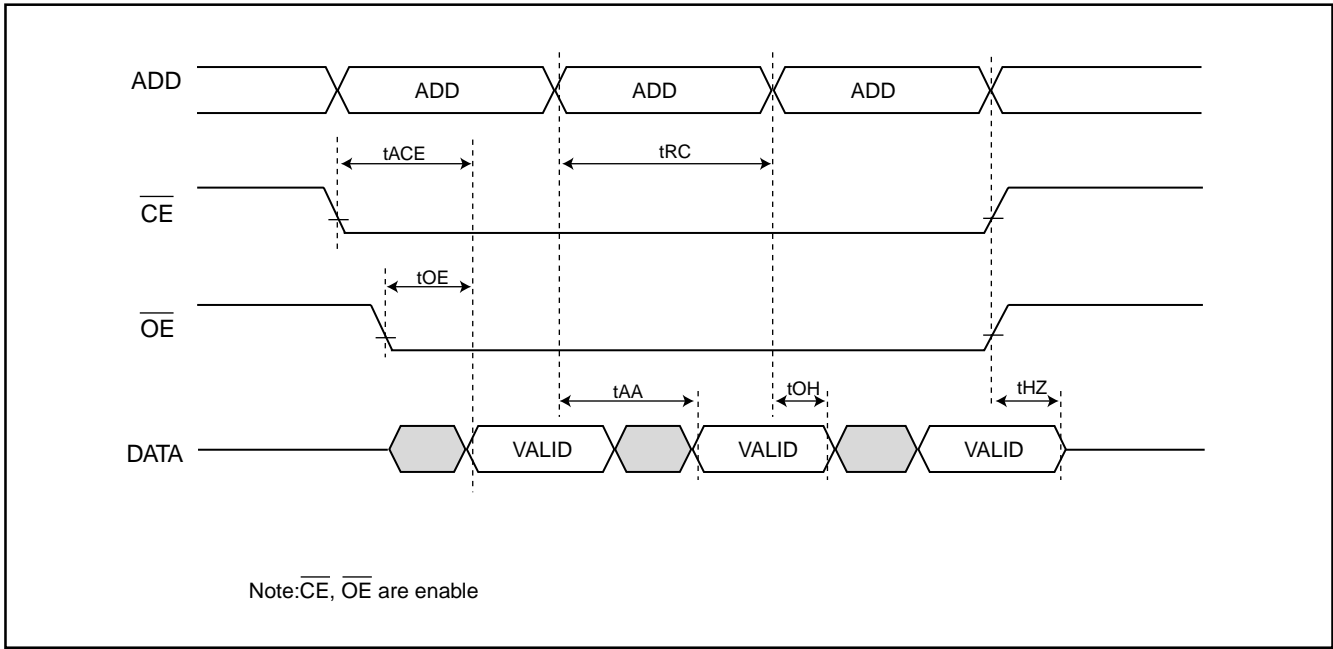 ADD
ADD ADD ADD
tACE tRC
CE
tOE
OE
tAA tOH tHZ
DATA
VALID VALID VALID
Note:CE, OE are enable